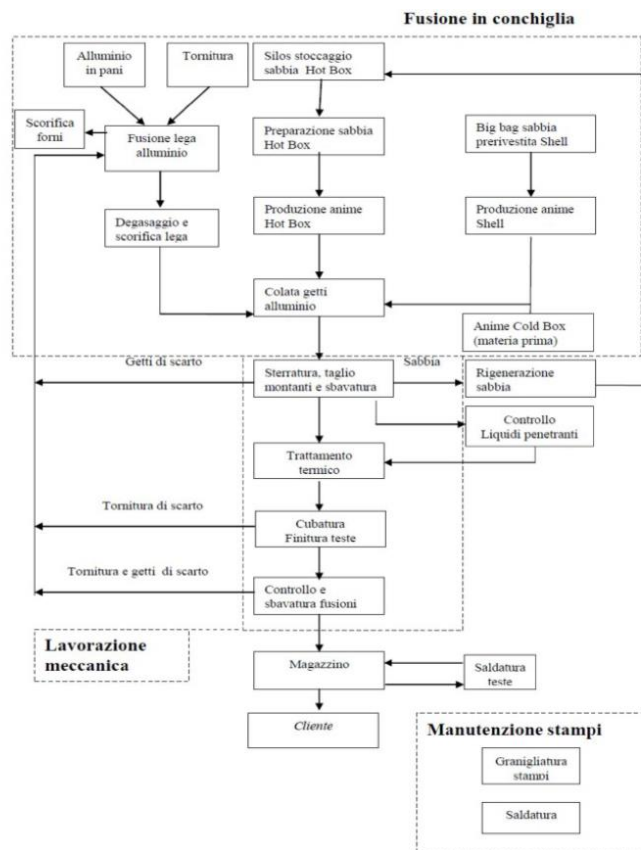 Fusione in conchiglia
Alluminio
in pani
Tornitura
Silos stoccaggio
sabbia Hot Box
Scorifica
forni
Fusione lega
alluminio
Preparazione sabbia
Hot Box
Big bag sabbia
prerivestita Shell
Degasaggio e
scorifica lega
Produzione anime
Hot Box
Produzione anime
Shell
Colata getti
alluminio
Anime Cold Box
(materia prima)
Getti di scarto
Sterratura, taglio
montanti e sbavatura
Sabbia
Rigenerazione
sabbia
Controllo
Liquidi penetranti
Trattamento
termico
Tornitura di scarto
Cubatura
Finitura teste
Tornitura e getti di scarto
Controllo e
sbavatura fusioni
Lavorazione
meccanica
Magazzino
Saldatura
teste
Cliente
Manutenzione stampi
Granigliatura
stampi
Saldatura